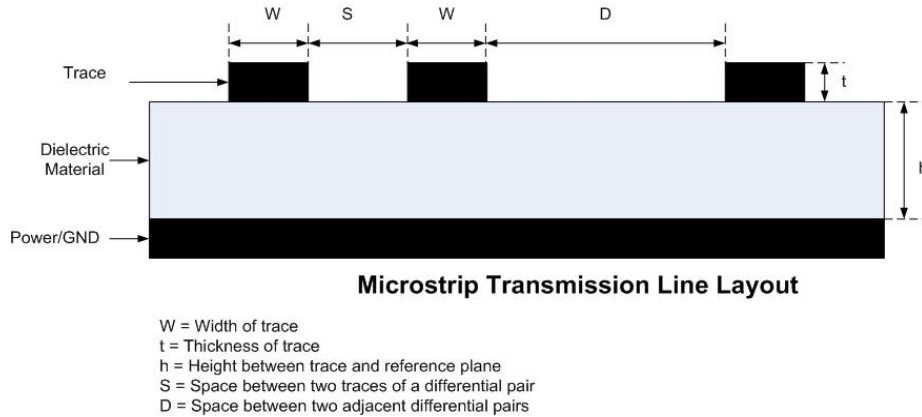 W S W D
Trace
t
Dielectric
Material
h
Power/GND
Microstrip Transmission Line Layout
W = Width of trace
t = Thickness of trace
h = Height between trace and reference plane
S = Space between two traces of a differential pair
D = Space between two adjacent differential pairs